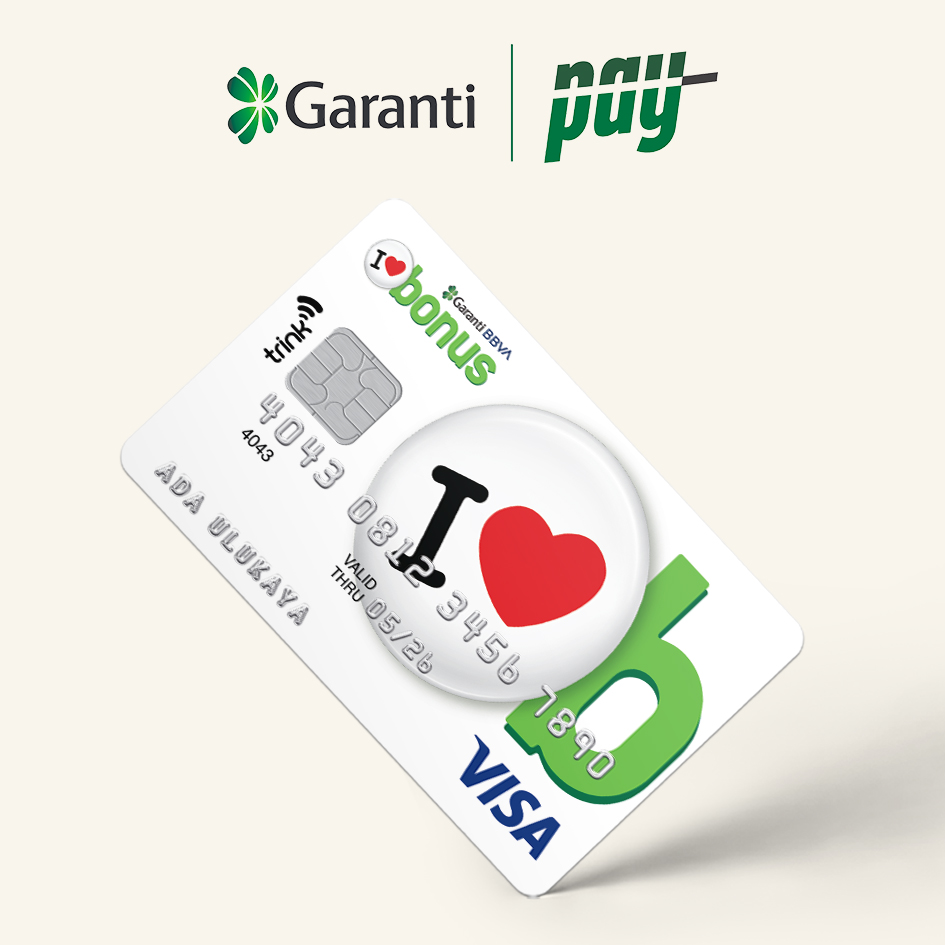 Garanti
pay
I
bonus
Garanti BBVA
trink
4043 0812 3456 7890
4043
I
VALID
THRU 05/26
ADA ULUKAYA
b
VISA